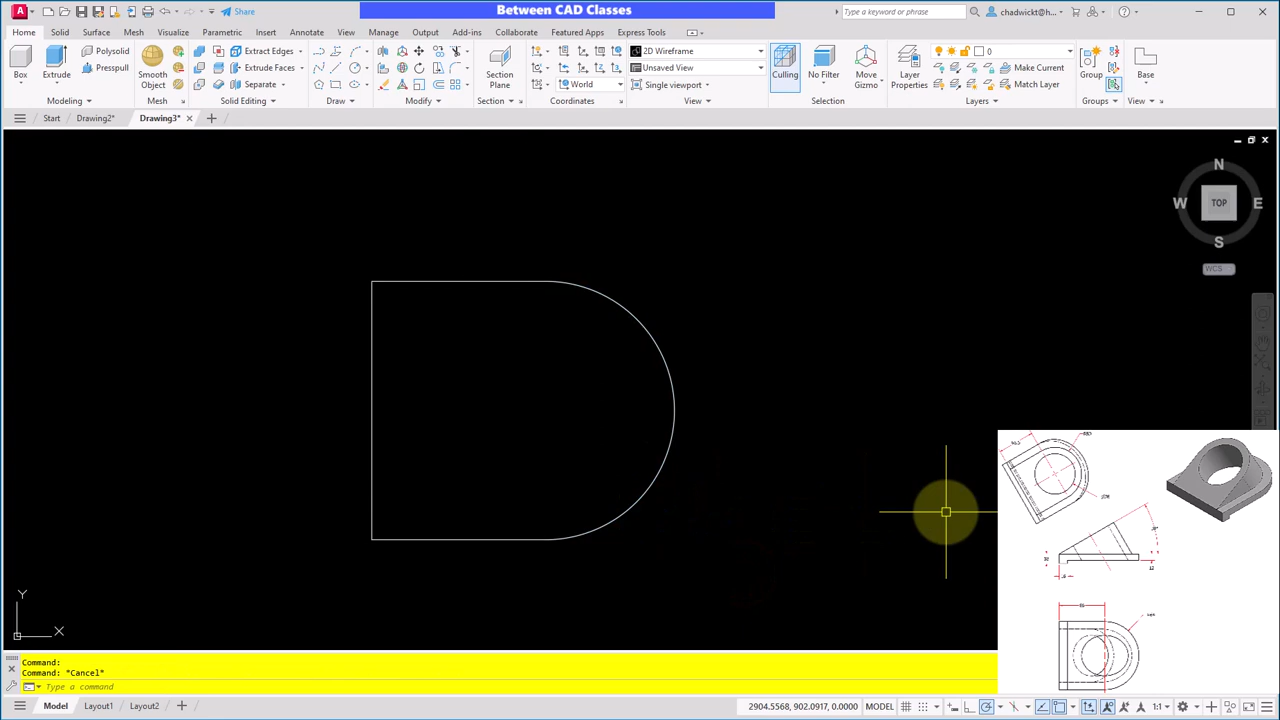 Between CAD Classes
Share
Type a keyword or phrase
chadwickt@h...
Home Solid Surface Mesh Visualize Parametric Insert Annotate View Manage Output Add-ins Collaborate Featured Apps Express Tools
Box
Extrude
Polysolid
Presspull
Smooth Object
Extract Edges
Extrude Faces
Separate
World
2D Wireframe
Unsaved View
Single viewport
Section Plane
Culling
No Filter
Move Gizmo
Layer Properties
0
Make Current
Match Layer
Group
Base
Modeling Mesh Solid Editing Draw Modify Section Coordinates View Selection Layers Groups View
Start Drawing2* Drawing3*
N
W TOP E
S
WCS
Y
X
Command:
Command: *Cancel*
Type a command
Model Layout1 Layout2
2904.5568, 902.0917, 0.0000 MODEL
1:1